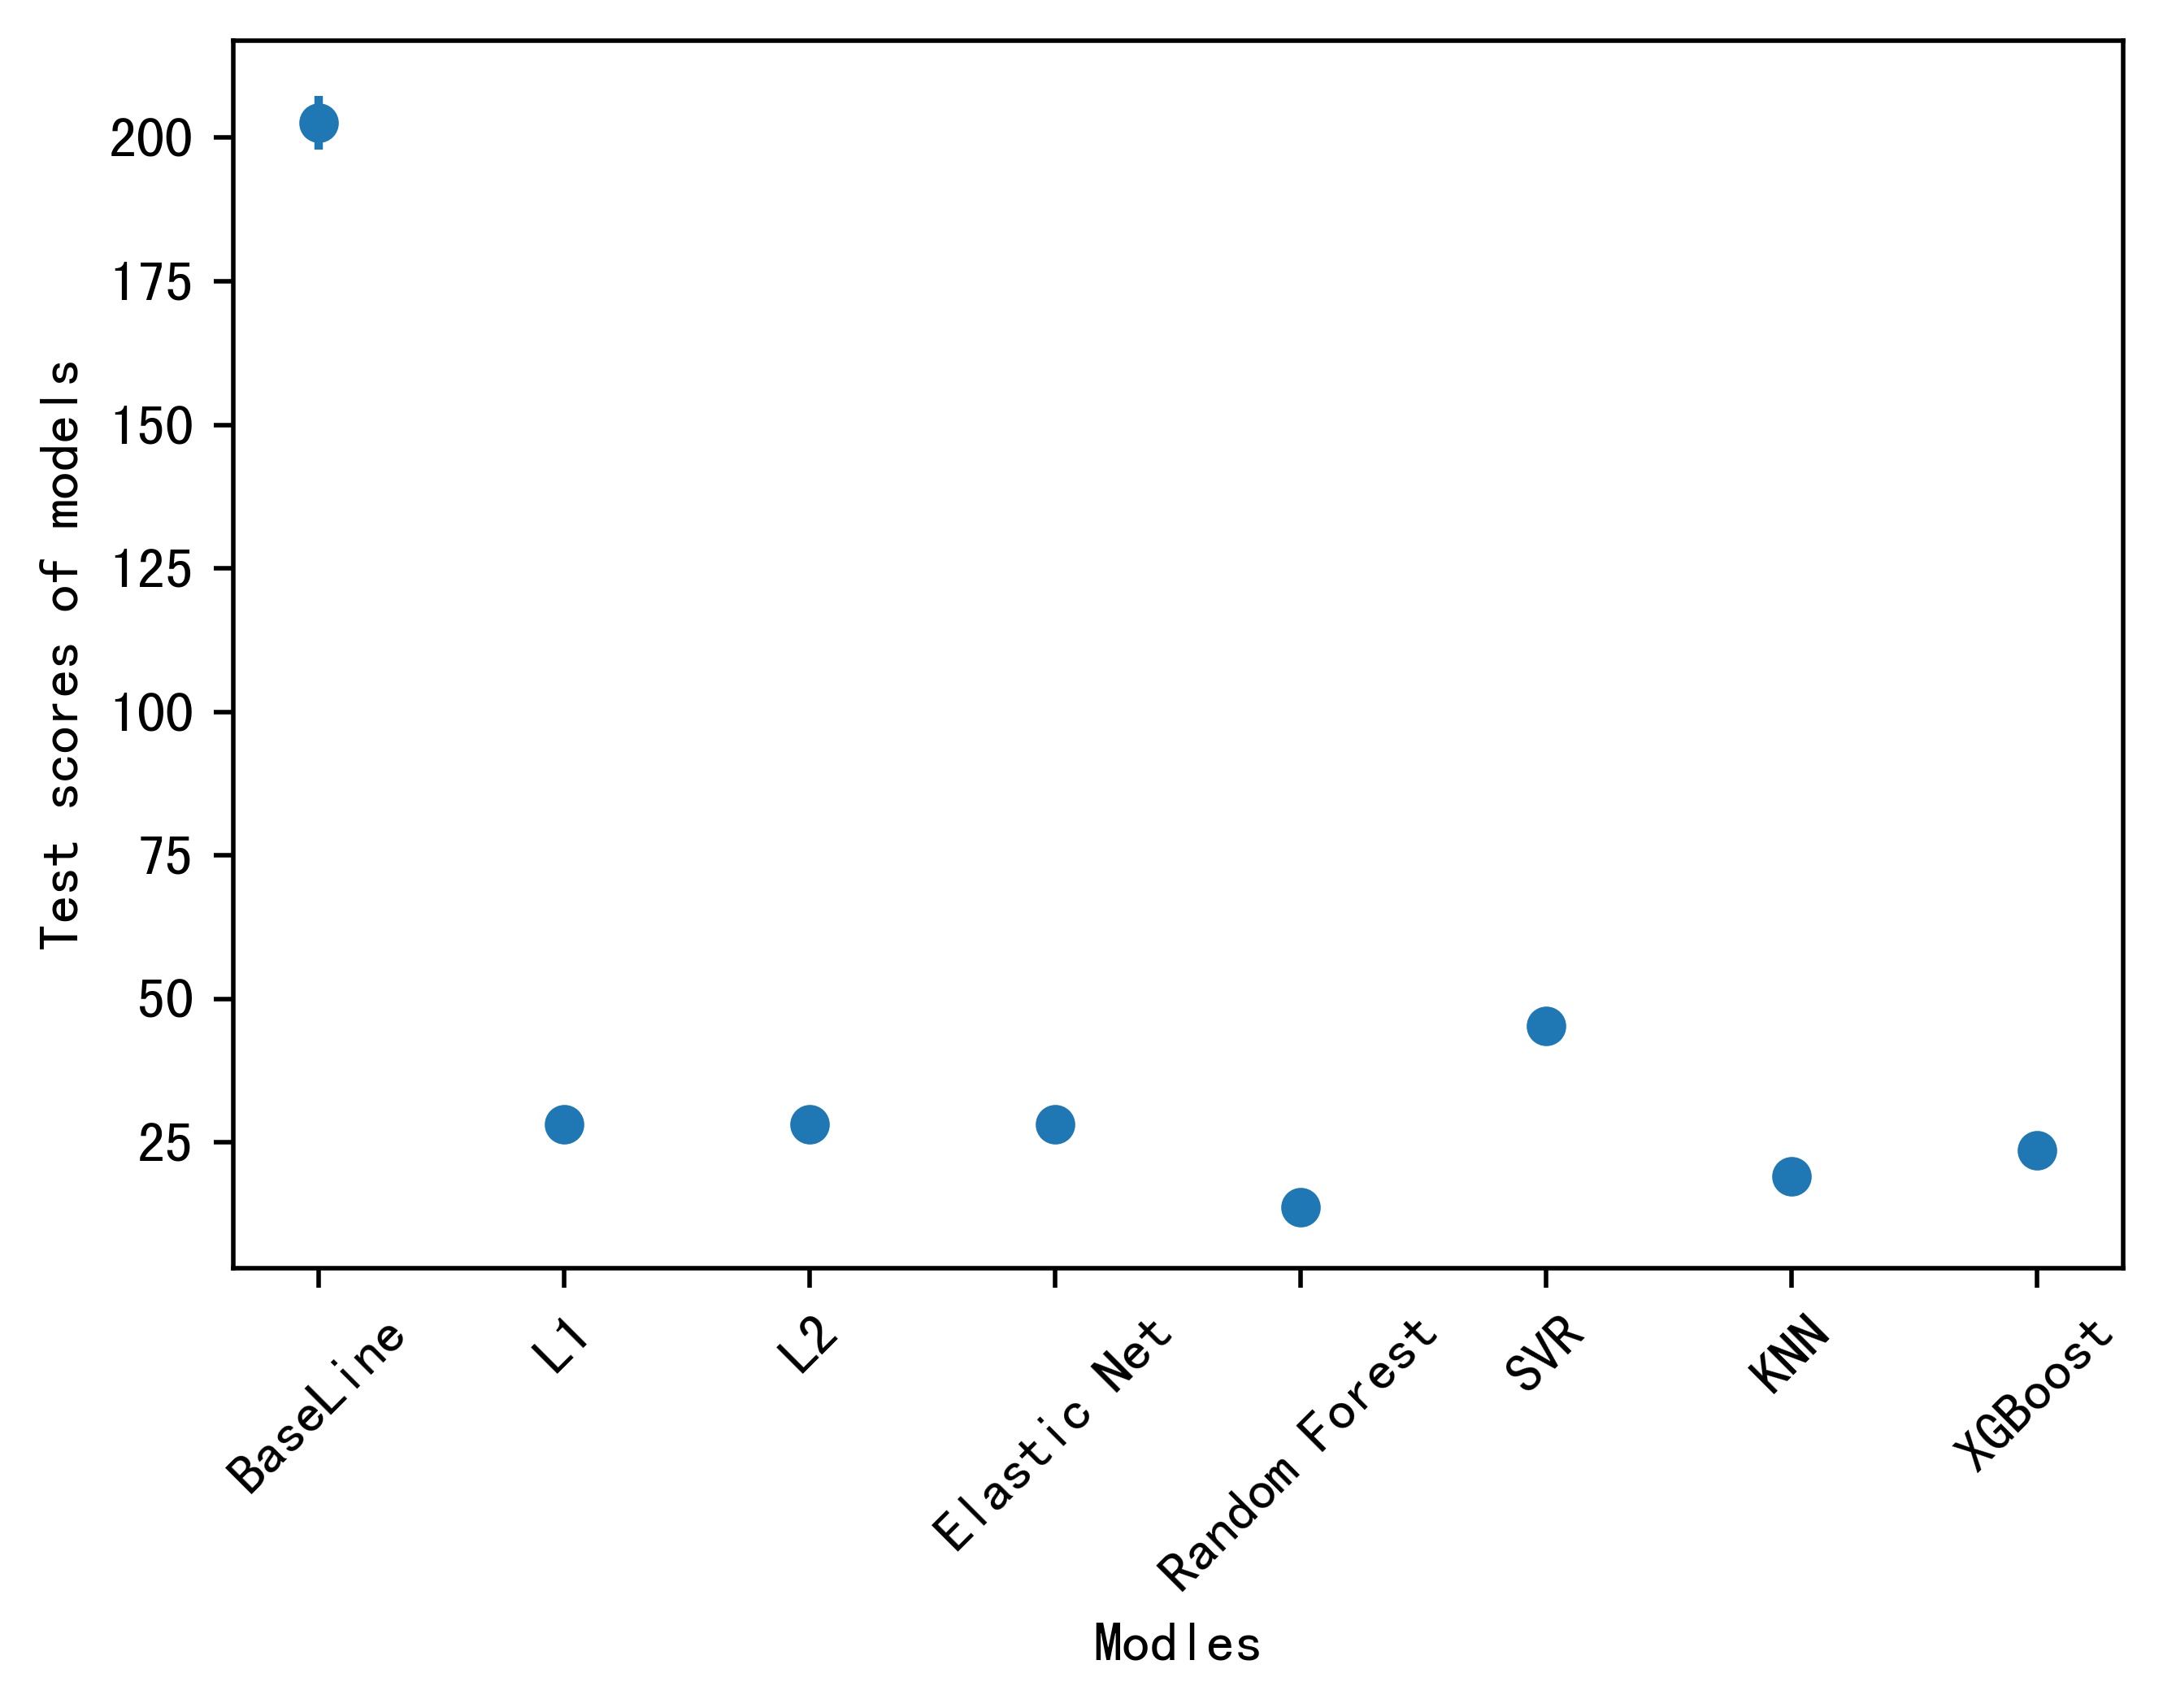 Test scores of models
200
175
150
125
100
75
50
25
BaseLine
L1
L2
Elastic Net
Random Forest
SVR
KNN
XGBoost
Modles